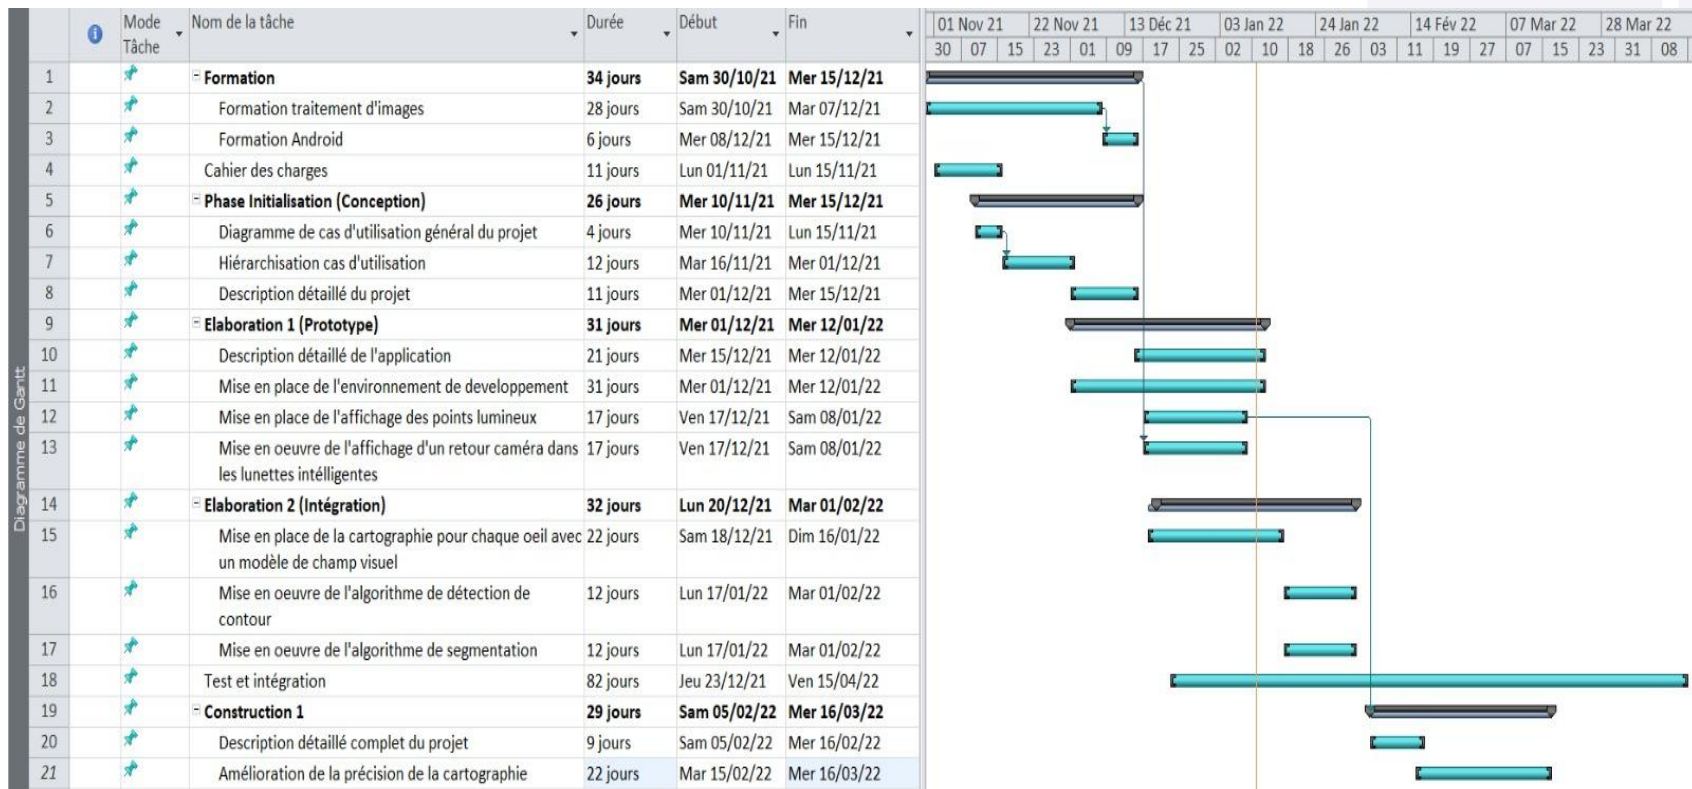 Mode Tâche Nom de la tâche Durée Début Fin 01 Nov 21 22 Nov 21 13 Déc 21 03 Jan 22 24 Jan 22 14 Fév 22 07 Mar 22 28 Mar 22
30 07 15 23 01 09 17 25 02 10 18 26 03 11 19 27 07 15 23 31 08
1 Formation 34 jours Sam 30/10/21 Mer 15/12/21
2 Formation traitement d'images 28 jours Sam 30/10/21 Mar 07/12/21
3 Formation Android 6 jours Mer 08/12/21 Mer 15/12/21
4 Cahier des charges 11 jours Lun 01/11/21 Lun 15/11/21
5 Phase Initialisation (Conception) 26 jours Mer 10/11/21 Mer 15/12/21
6 Diagramme de cas d'utilisation général du projet 4 jours Mer 10/11/21 Lun 15/11/21
7 Hiérarchisation cas d'utilisation 12 jours Mar 16/11/21 Mer 01/12/21
8 Description détaillé du projet 11 jours Mer 01/12/21 Mer 15/12/21
9 Elaboration 1 (Prototype) 31 jours Mer 01/12/21 Mer 12/01/22
10 Description détaillé de l'application 21 jours Mer 15/12/21 Mer 12/01/22
11 Mise en place de l'environnement de developpement 31 jours Mer 01/12/21 Mer 12/01/22
12 Mise en place de l'affichage des points lumineux 17 jours Ven 17/12/21 Sam 08/01/22
13 Mise en oeuvre de l'affichage d'un retour caméra dans 17 jours Ven 17/12/21 Sam 08/01/22
les lunettes intélligentes
14 Elaboration 2 (Intégration) 32 jours Lun 20/12/21 Mar 01/02/22
15 Mise en place de la cartographie pour chaque oeil avec 22 jours Sam 18/12/21 Dim 16/01/22
un modèle de champ visuel
16 Mise en oeuvre de l'algorithme de détection de 12 jours Lun 17/01/22 Mar 01/02/22
contour
17 Mise en oeuvre de l'algorithme de segmentation 12 jours Lun 17/01/22 Mar 01/02/22
18 Test et intégration 82 jours Jeu 23/12/21 Ven 15/04/22
19 Construction 1 29 jours Sam 05/02/22 Mer 16/03/22
20 Description détaillé complet du projet 9 jours Sam 05/02/22 Mer 16/02/22
21 Amélioration de la précision de la cartographie 22 jours Mar 15/02/22 Mer 16/03/22
Diagramme de Gantt